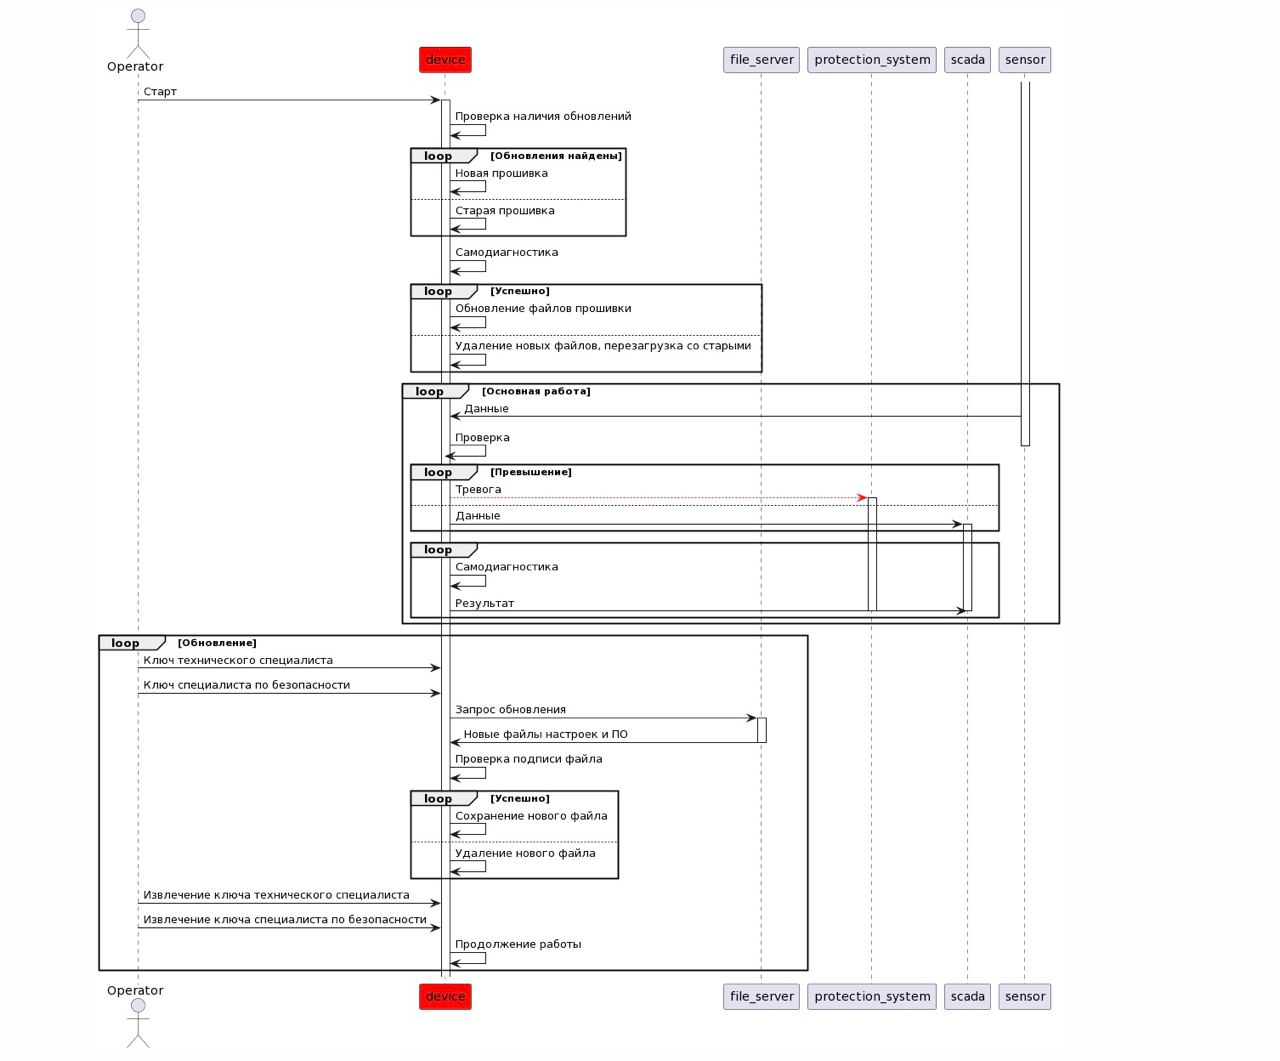 Operator
device
file_server
protection_system
scada
sensor
Старт
Проверка наличия обновлений
loop [Обновления найдены]
Новая прошивка
Старая прошивка
Самодиагностика
loop [Успешно]
Обновление файлов прошивки
Удаление новых файлов, перезагрузка со старыми
loop [Основная работа]
Данные
Проверка
loop [Превышение]
Тревога
Данные
loop
Самодиагностика
Результат
loop [Обновление]
Ключ технического специалиста
Ключ специалиста по безопасности
Запрос обновления
Новые файлы настроек и ПО
Проверка подписи файла
loop [Успешно]
Сохранение нового файла
Удаление нового файла
Извлечение ключа технического специалиста
Извлечение ключа специалиста по безопасности
Продолжение работы
Operator
device
file_server
protection_system
scada
sensor